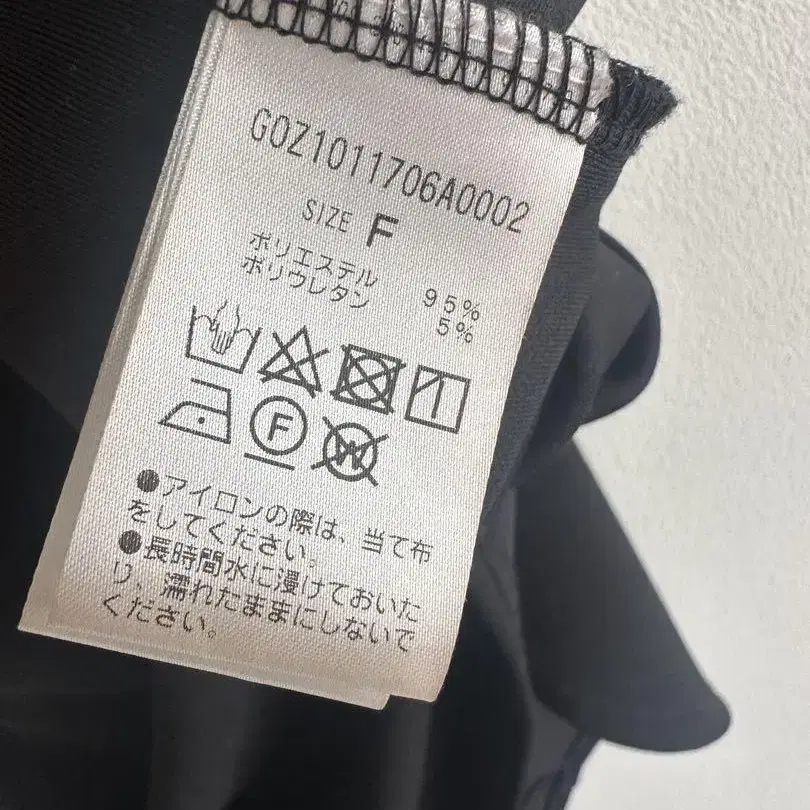 G0Z1011706A0002
SIZE F
ポリエステル 95%
ポリウレタン 5%
F
W
●アイロンの際は、当て布
をしてください。
●長時間水に浸けておいた
り、濡れたままにしないで
ください。